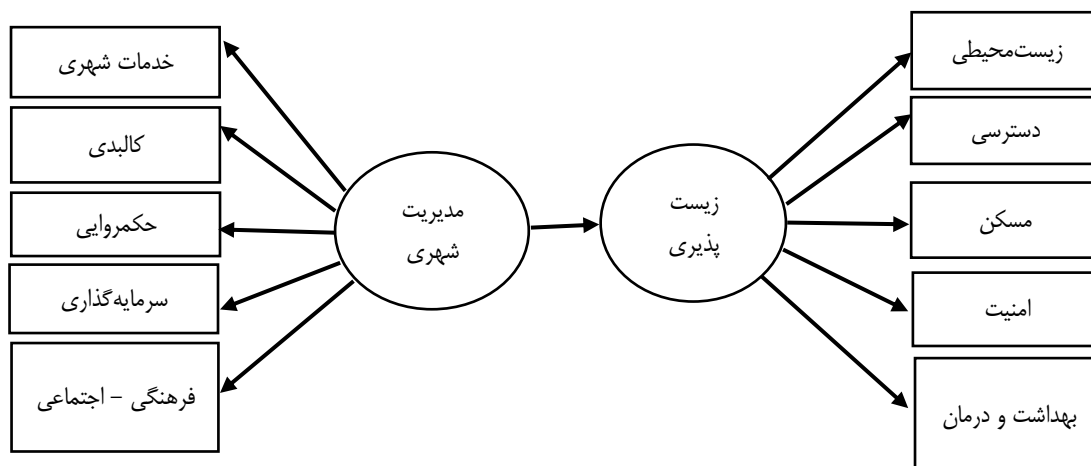 زیست‌محیطی
دسترسی
مسکن
امنیت
بهداشت و درمان
زیست
پذیری
مدیریت
شهری
خدمات شهری
کالبدی
حکمروایی
سرمایه‌گذاری
فرهنگی – اجتماعی